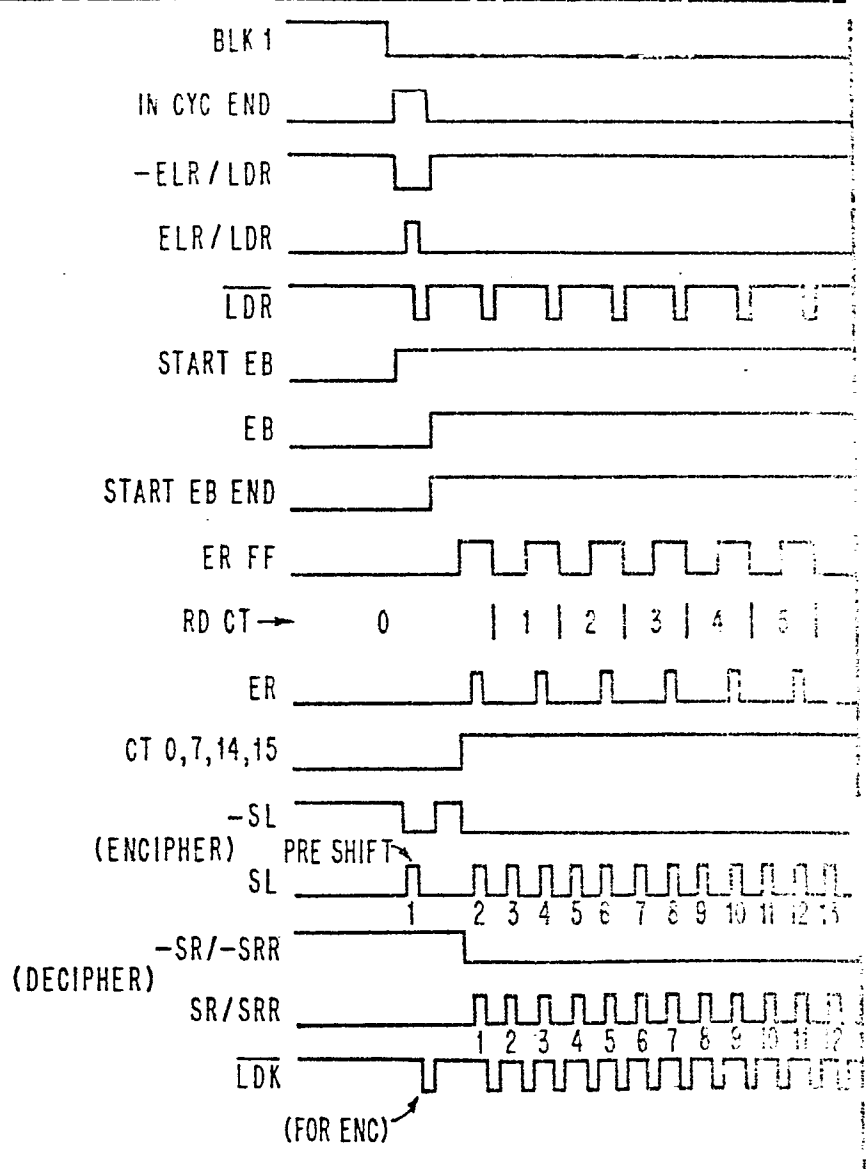 BLK 1
IN CYC END
-ELR/LDR
ELR/LDR
LDR
START EB
EB
START EB END
ER FF
RD CT→ 0 | 1 | 2 | 3 | 4 | 5 |
ER
CT 0,7,14,15
-SL
(ENCIPHER) PRE SHIFT
SL
1 2 3 4 5 6 7 8 9 10 11 12 13
-SR/-SRR
(DECIPHER)
SR/SRR
1 2 3 4 5 6 7 8 9 10 11 12
LDK
(FOR ENC)